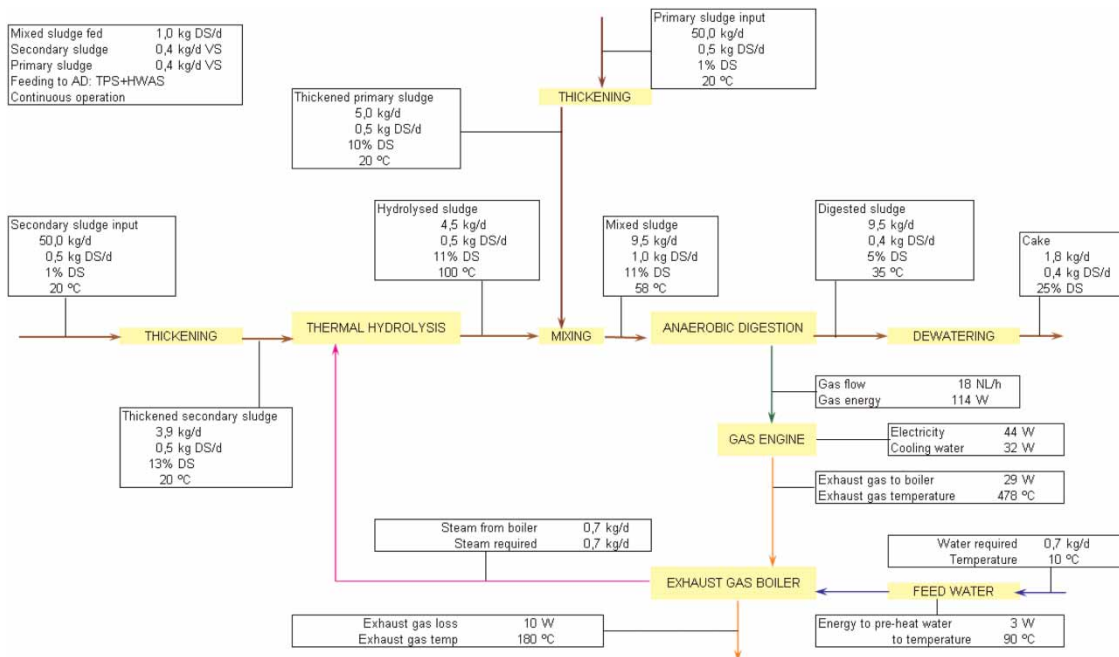 Mixed sludge fed 1,0 kg DS/d
Secondary sludge 0,4 kg/d VS
Primary sludge 0,4 kg/d VS
Feeding to AD: TPS+HWAS
Continuous operation
Primary sludge input
50,0 kg/d
0,5 kg DS/d
1% DS
20 ºC
THICKENING
Thickened primary sludge
5,0 kg/d
0,5 kg DS/d
10% DS
20 ºC
Secondary sludge input
50,0 kg/d
0,5 kg DS/d
1% DS
20 ºC
Hydrolysed sludge
4,5 kg/d
0,5 kg DS/d
11% DS
100 ºC
Mixed sludge
9,5 kg/d
1,0 kg DS/d
11% DS
58 ºC
Digested sludge
9,5 kg/d
0,4 kg DS/d
5% DS
35 ºC
Cake
1,8 kg/d
0,4 kg DS/d
25% DS
THICKENING
THERMAL HYDROLYSIS
MIXING
ANAEROBIC DIGESTION
DEWATERING
Thickened secondary sludge
3,9 kg/d
0,5 kg DS/d
13% DS
20 ºC
Gas flow 18 NL/h
Gas energy 114 W
GAS ENGINE
Electricity 44 W
Cooling water 32 W
Exhaust gas to boiler 29 W
Exhaust gas temperature 478 ºC
Steam from boiler 0,7 kg/d
Steam required 0,7 kg/d
Water required 0,7 kg/d
Temperature 10 ºC
EXHAUST GAS BOILER
FEED WATER
Exhaust gas loss 10 W
Exhaust gas temp 180 ºC
Energy to pre-heat water 3 W
to temperature 90 ºC